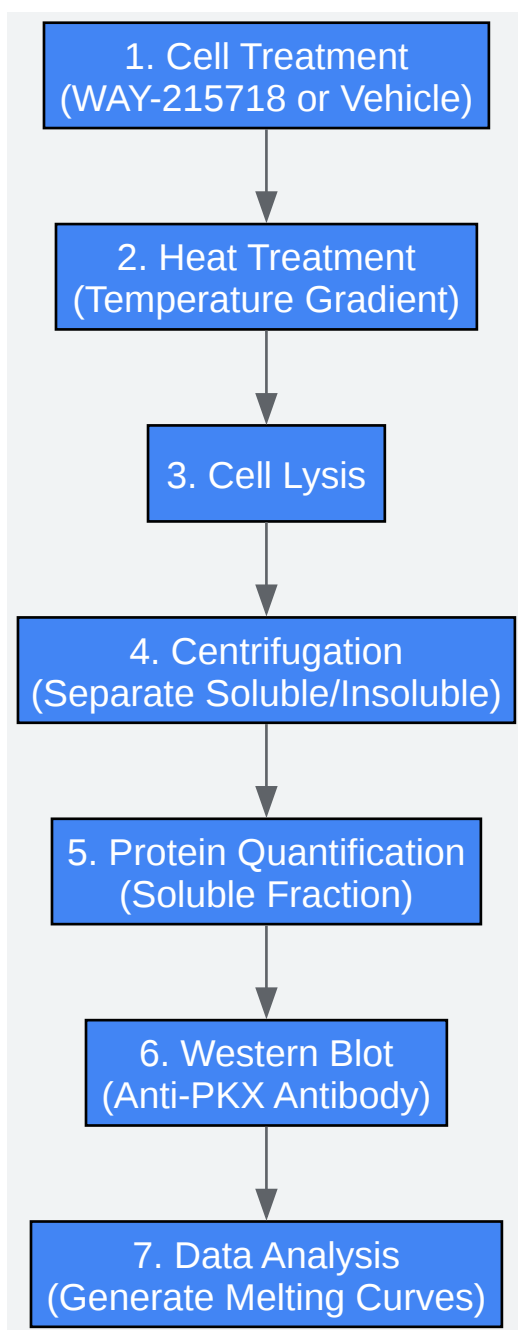 1. Cell Treatment
(WAY-215718 or Vehicle)
2. Heat Treatment
(Temperature Gradient)
3. Cell Lysis
4. Centrifugation
(Separate Soluble/Insoluble)
5. Protein Quantification
(Soluble Fraction)
6. Western Blot
(Anti-PKX Antibody)
7. Data Analysis
(Generate Melting Curves)